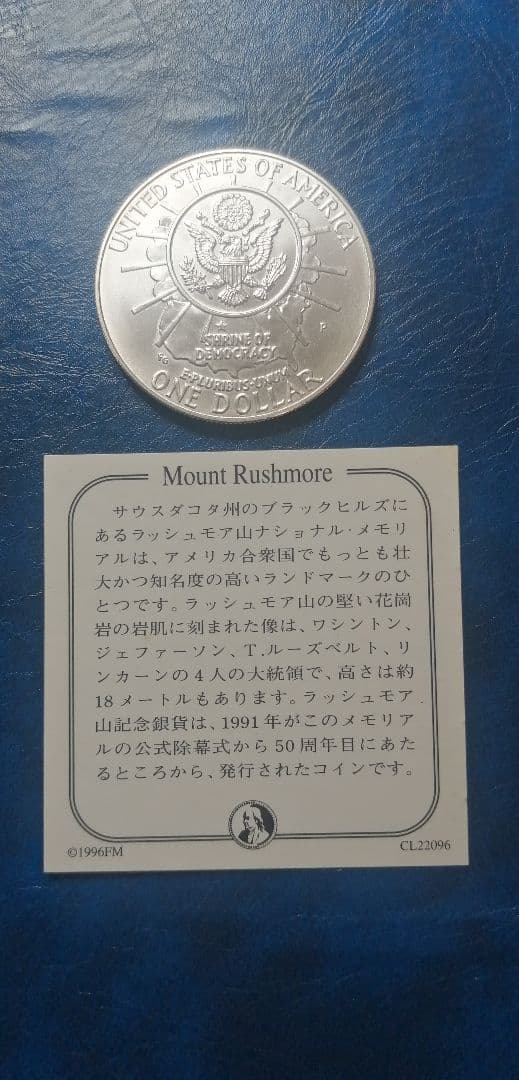 UNITED STATES OF AMERICA
P
SHRINE OF
DEMOCRACY
E·PLURIBUS·UNUM
ONE DOLLAR
Mount Rushmore
サウスダコタ州のブラックヒルズに
あるラッシュモア山ナショナル・メモリ
アルは、アメリカ合衆国でもっとも壮
大かつ知名度の高いランドマークのひ
とつです。ラッシュモア山の堅い花崗
岩の岩肌に刻まれた像は、ワシントン、
ジェファーソン、T.ルーズベルト、リ
ンカーンの4人の大統領で、高さは約
18メートルもあります。ラッシュモア
山記念銀貨は、1991年がこのメモリア
ルの公式除幕式から50周年目にあた
るところから、発行されたコインです。
©1996FM
CL22096